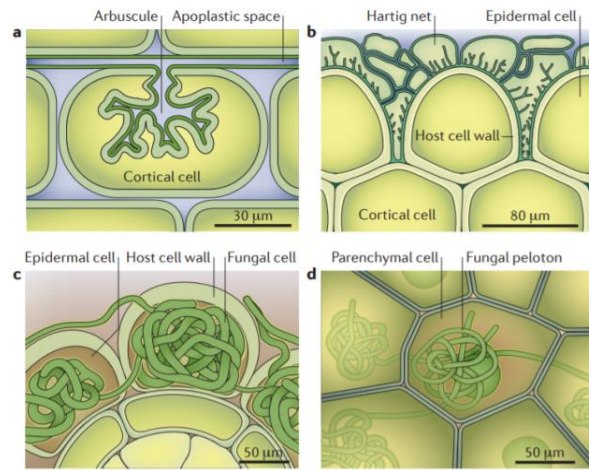 Arbuscule Apoplastic space
a
Cortical cell
30 µm
Hartig net Epidermal cell
b
Host cell wall
Cortical cell
80 µm
Epidermal cell Host cell wall Fungal cell
c
50 µm
Parenchymal cell Fungal peloton
d
50 µm